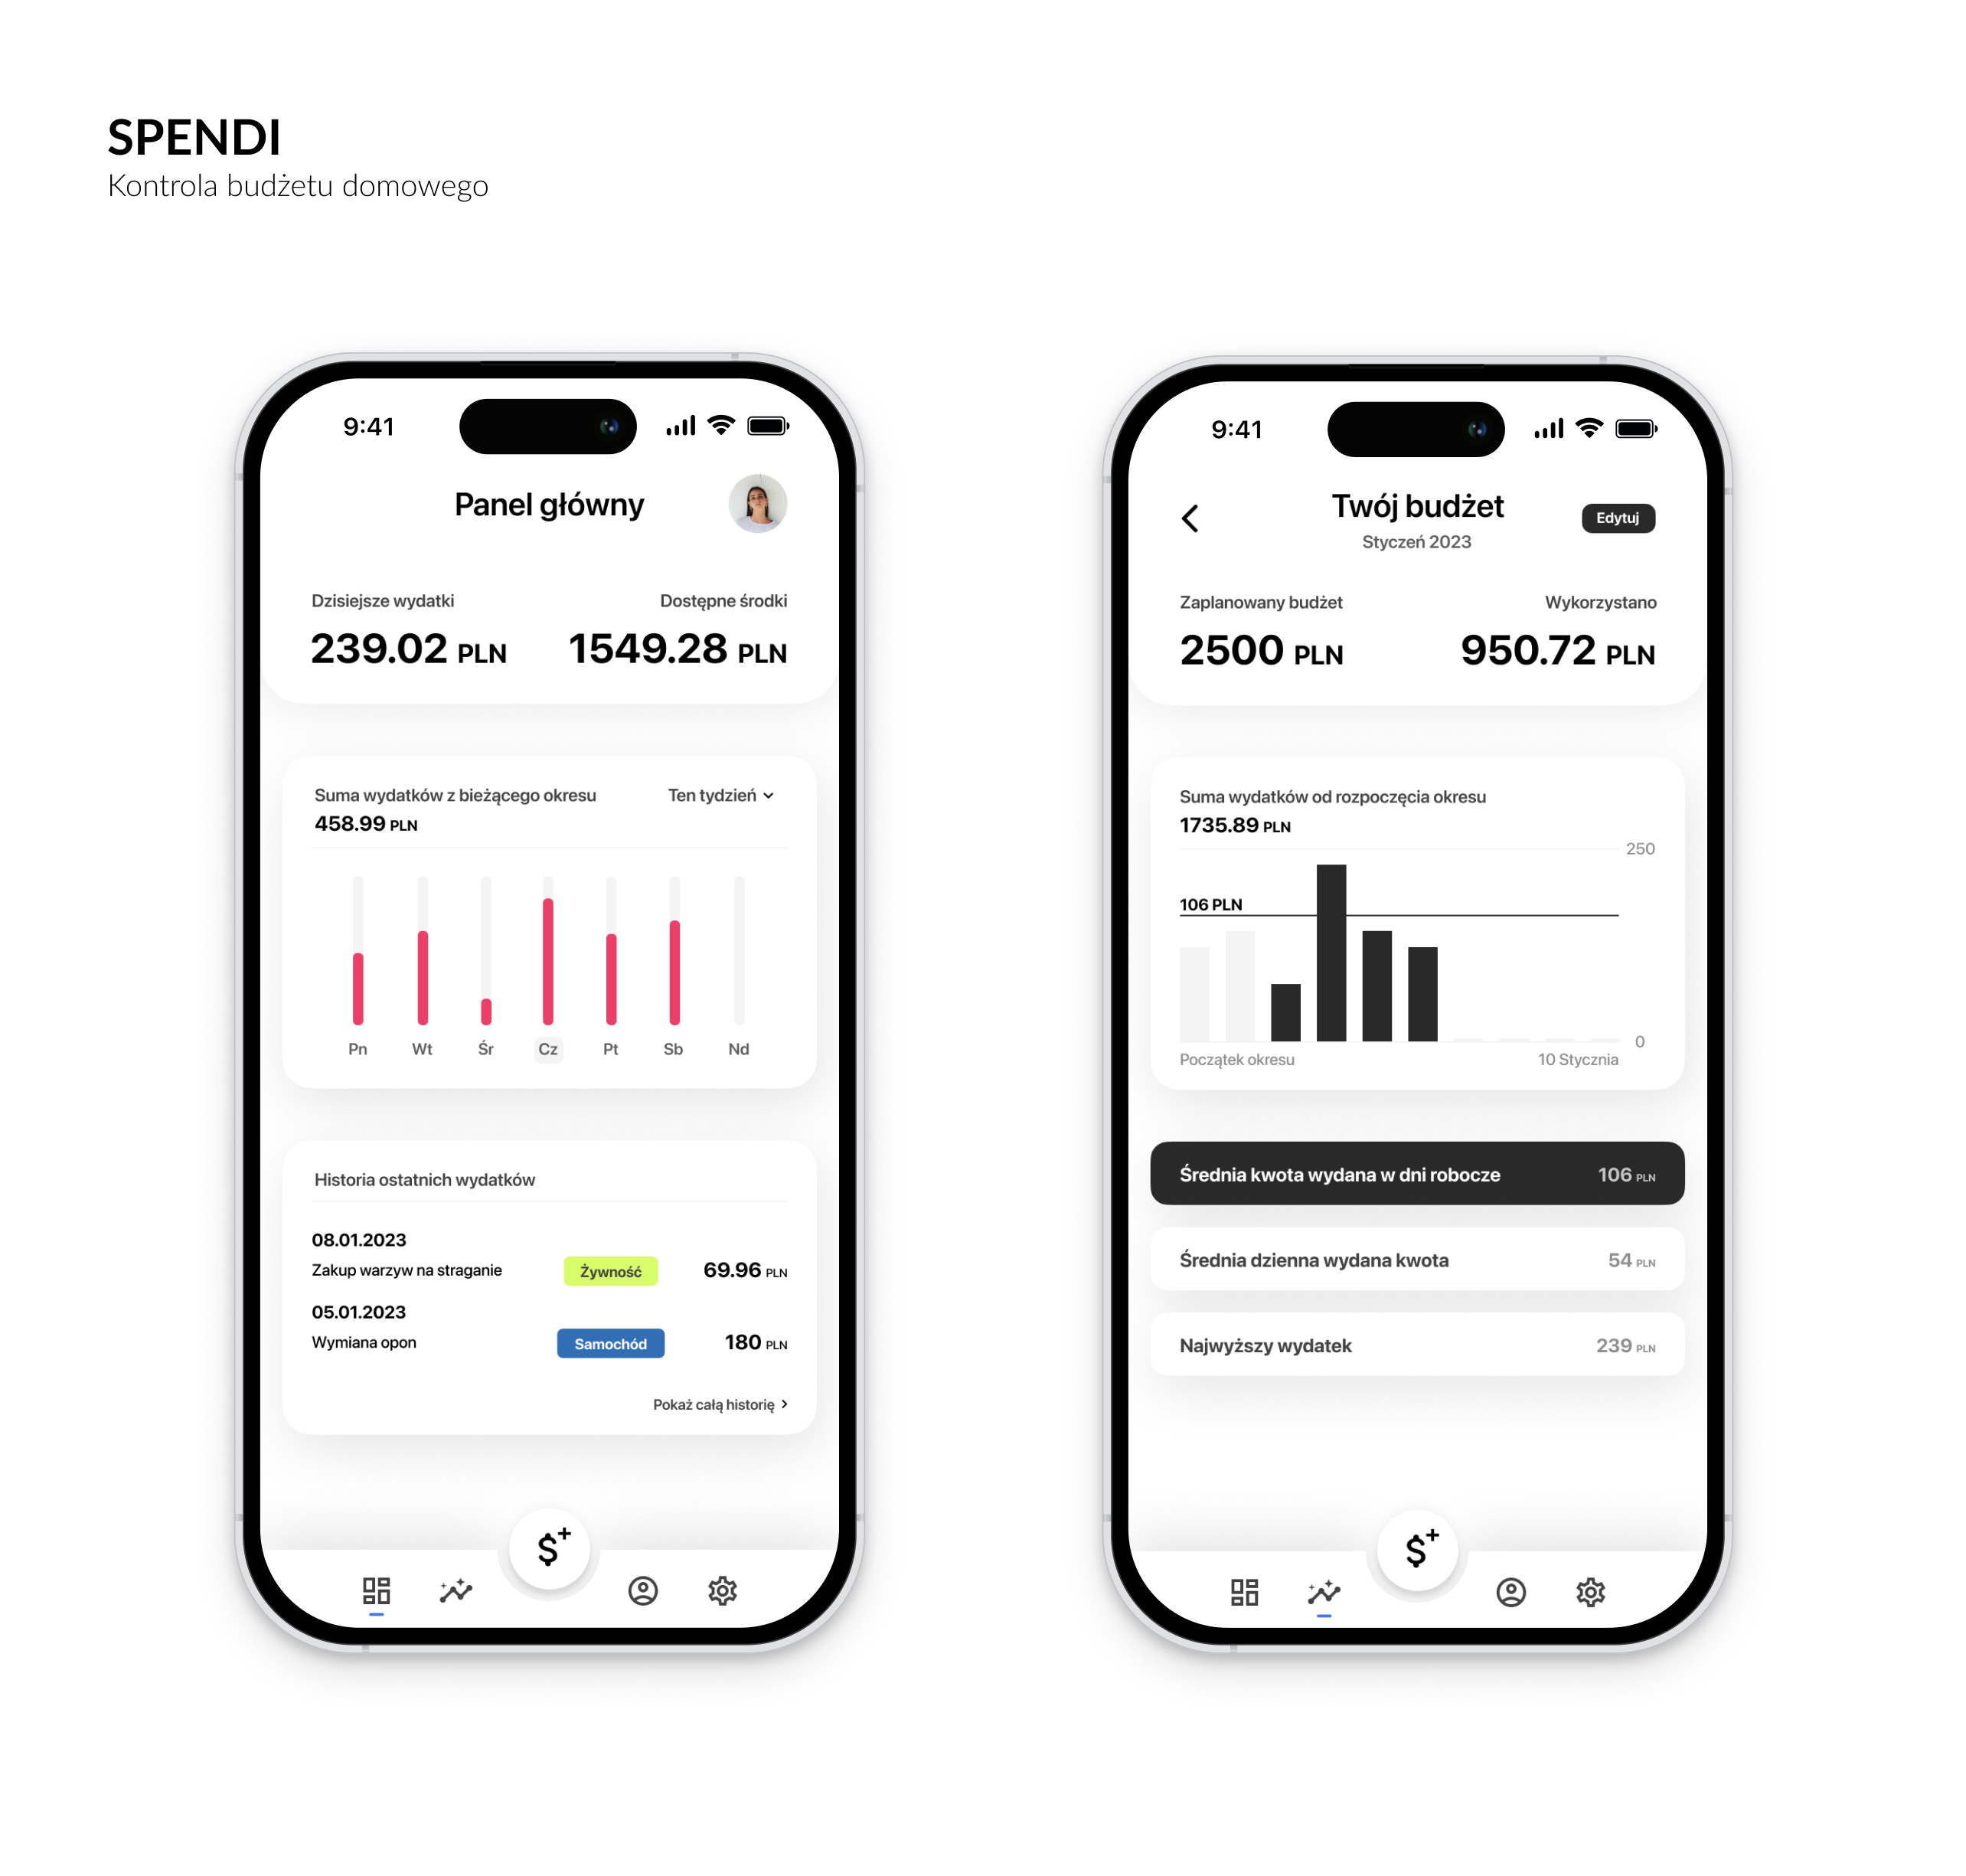 SPENDI
Kontrola budżetu domowego
9:41
Panel główny
Dzisiejsze wydatki Dostępne środki
239.02 PLN 1549.28 PLN
Suma wydatków z bieżącego okresu Ten tydzień
458.99 PLN
Pn Wt Śr Cz Pt Sb Nd
Historia ostatnich wydatków
08.01.2023
Zakup warzyw na straganie Żywność 69.96 PLN
05.01.2023
Wymiana opon Samochód 180 PLN
Pokaż całą historię
$+
9:41
Twój budżet
Edytuj
Styczeń 2023
Zaplanowany budżet Wykorzystano
2500 PLN 950.72 PLN
Suma wydatków od rozpoczęcia okresu
1735.89 PLN
250
106 PLN
0
Początek okresu 10 Stycznia
Średnia kwota wydana w dni robocze 106 PLN
Średnia dzienna wydana kwota 54 PLN
Najwyższy wydatek 239 PLN
$+